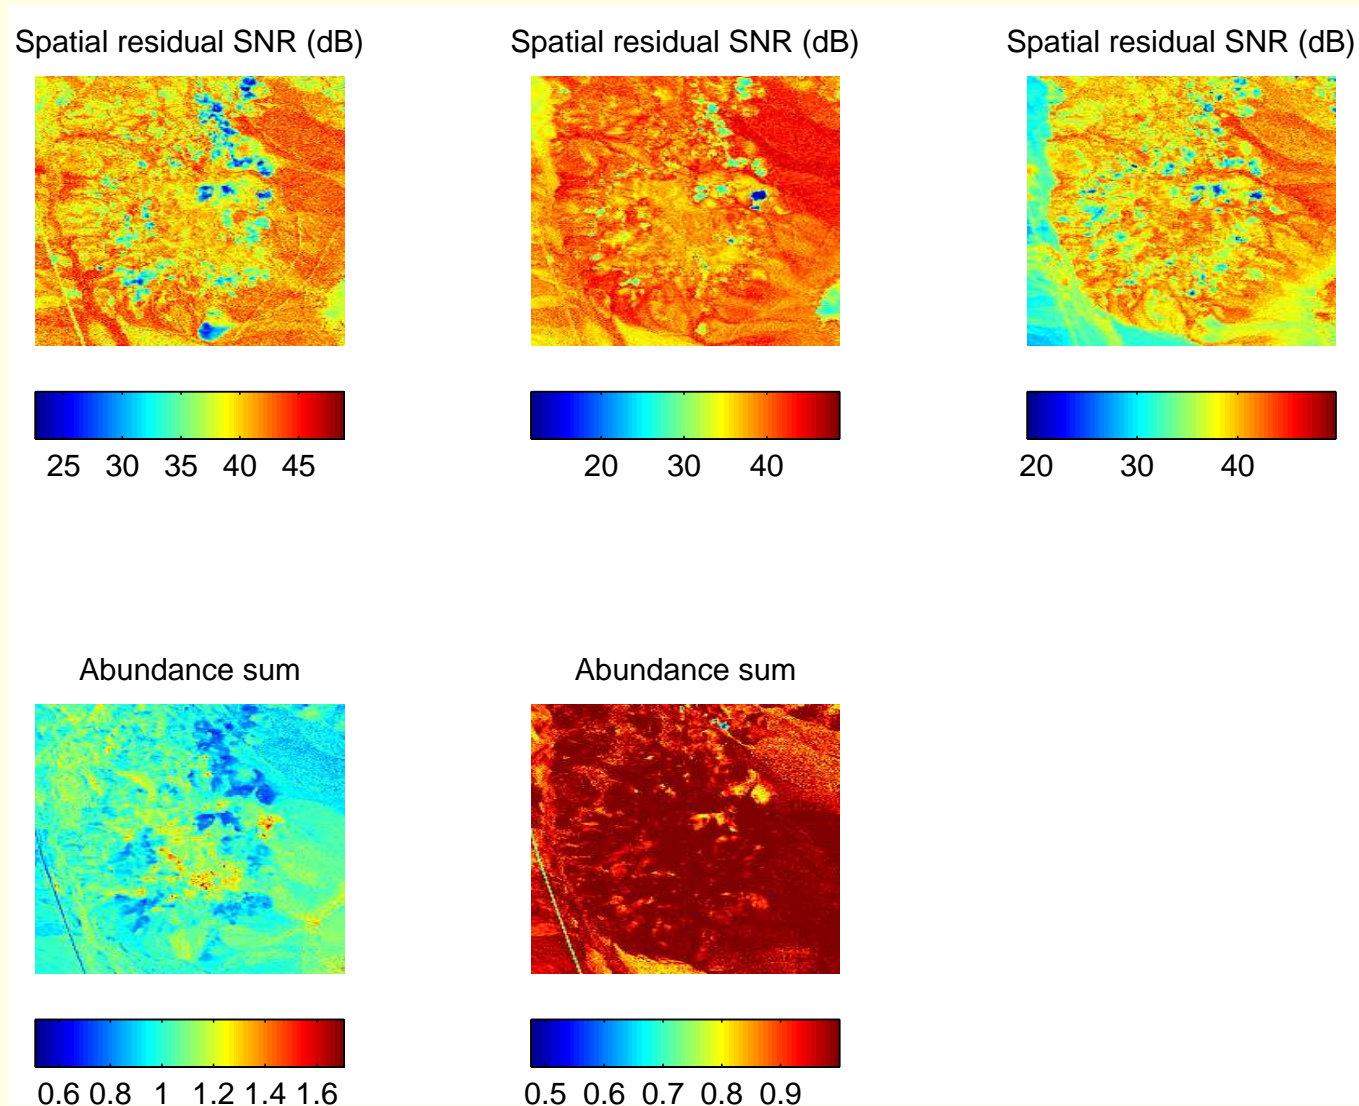 Spatial residual SNR (dB) Spatial residual SNR (dB) Spatial residual SNR (dB)
25 30 35 40 45 20 30 40 20 30 40
Abundance sum Abundance sum
0.6 0.8 1 1.2 1.4 1.6 0.5 0.6 0.7 0.8 0.9